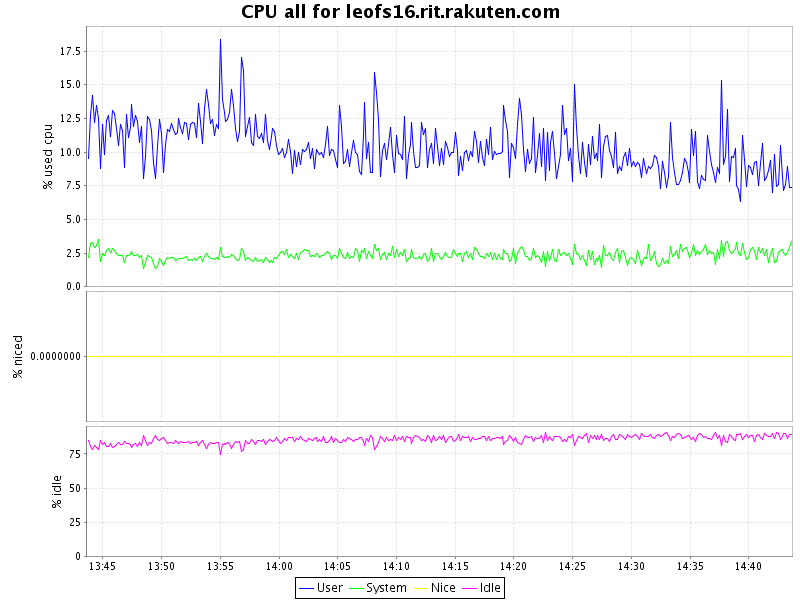 CPU all for leofs16.rit.rakuten.com
% used cpu
17.5
15.0
12.5
10.0
7.5
5.0
2.5
0.0
% niced
0.0000000
% idle
75
50
25
0
13:45 13:50 13:55 14:00 14:05 14:10 14:15 14:20 14:25 14:30 14:35 14:40
User System Nice Idle